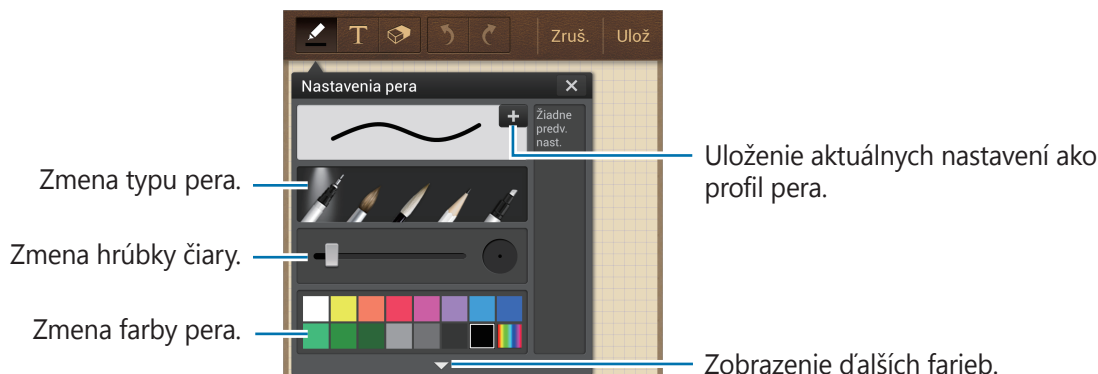 T
Zruš.
Ulož
Nastavenia pera
Žiadne
predv.
nast.
Uloženie aktuálnych nastavení ako
profil pera.
Zmena typu pera.
Zmena hrúbky čiary.
Zmena farby pera.
Zobrazenie ďalších farieb.